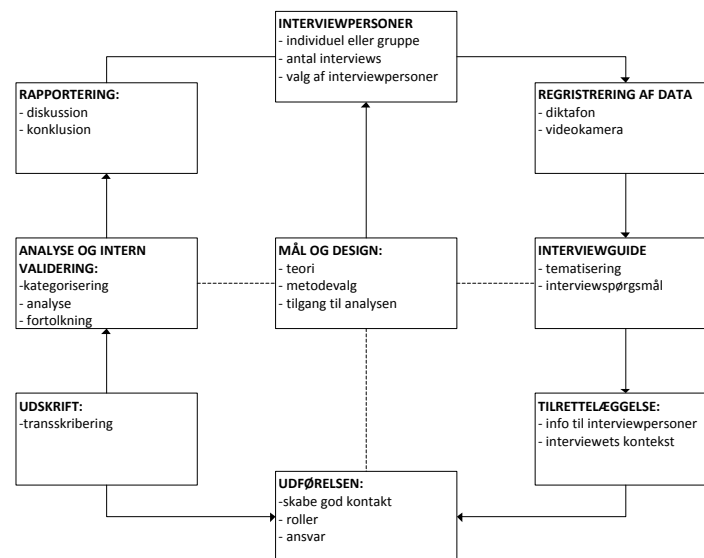 INTERVIEWPERSONER
- individuel eller gruppe
- antal interviews
- valg af interviewpersoner
RAPPORTERING:
- diskussion
- konklusion
REGRISTRERING AF DATA
- diktafon
- videokamera
ANALYSE OG INTERN
VALIDERING:
-kategorisering
- analyse
- fortolkning
MÅL OG DESIGN:
- teori
- metodevalg
- tilgang til analysen
INTERVIEWGUIDE
- tematisering
- interviewspørgsmål
UDSKRIFT:
-transskribering
TILRETTELÆGGELSE:
- info til interviewpersoner
- interviewets kontekst
UDFØRELSEN:
-skabe god kontakt
- roller
- ansvar